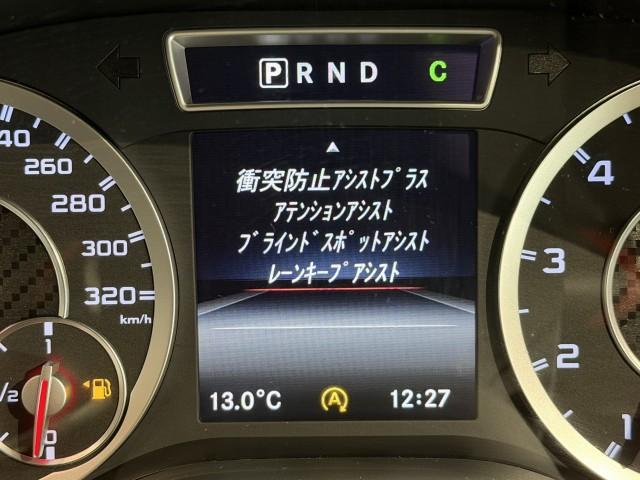 P R N D C
衝突防止アシストプラス
アテンションアシスト
ブラインドスポットアシスト
レーンキープアシスト
13.0°C A 12:27
240
260
280
300
320
km/h
1
1/2
0
4
3
2
1